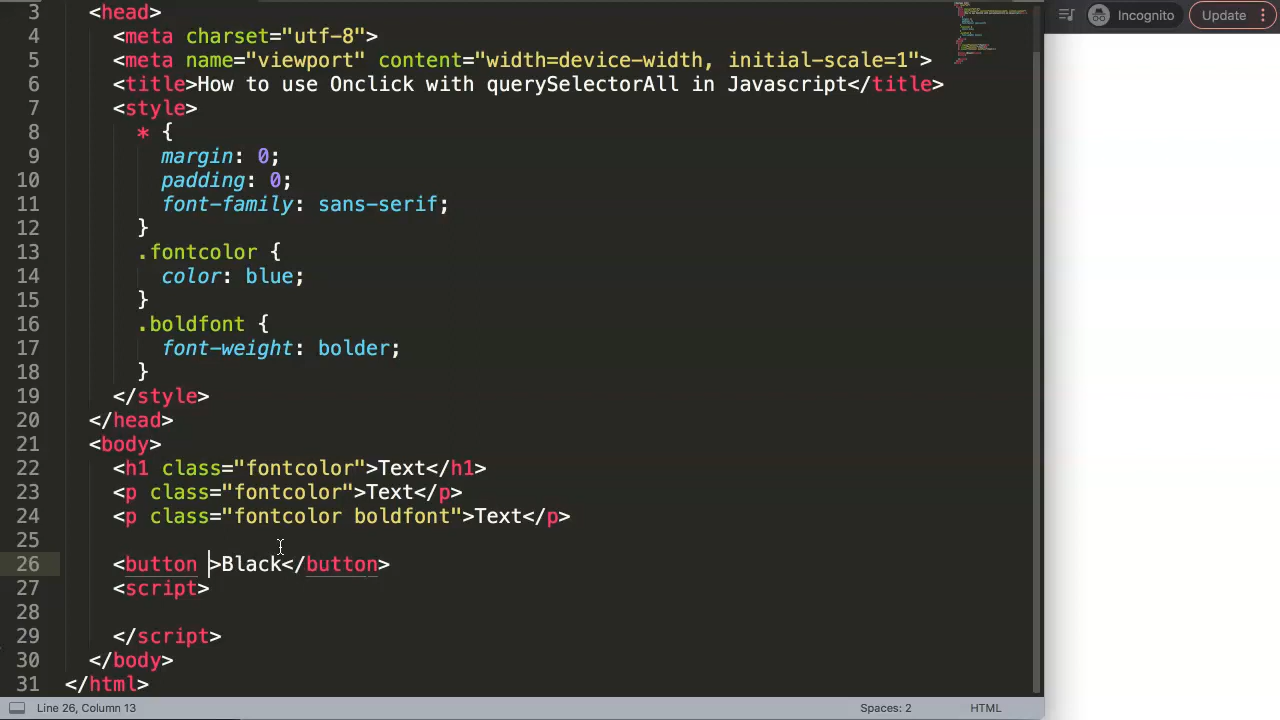 Incognito
Update
3 <head>
4 <meta charset="utf-8">
5 <meta name="viewport" content="width=device-width, initial-scale=1">
6 <title>How to use Onclick with querySelectorAll in Javascript</title>
7 <style>
8 * {
9 margin: 0;
10 padding: 0;
11 font-family: sans-serif;
12 }
13 .fontcolor {
14 color: blue;
15 }
16 .boldfont {
17 font-weight: bolder;
18 }
19 </style>
20 </head>
21 <body>
22 <h1 class="fontcolor">Text</h1>
23 <p class="fontcolor">Text</p>
24 <p class="fontcolor boldfont">Text</p>
25
26 <button >Black</button>
27 <script>
28
29 </script>
30 </body>
31 </html>
Line 26, Column 13
Spaces: 2
HTML